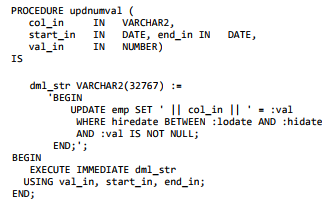 PROCEDURE updnumval (
col_in IN VARCHAR2,
start_in IN DATE, end_in IN DATE,
val_in IN NUMBER)
IS
dml_str VARCHAR2(32767) :=
'BEGIN
UPDATE emp SET ' || col_in || ' = :val
WHERE hiredate BETWEEN :lodate AND :hidate
AND :val IS NOT NULL;
END;';
BEGIN
EXECUTE IMMEDIATE dml_str
USING val_in, start_in, end_in;
END;